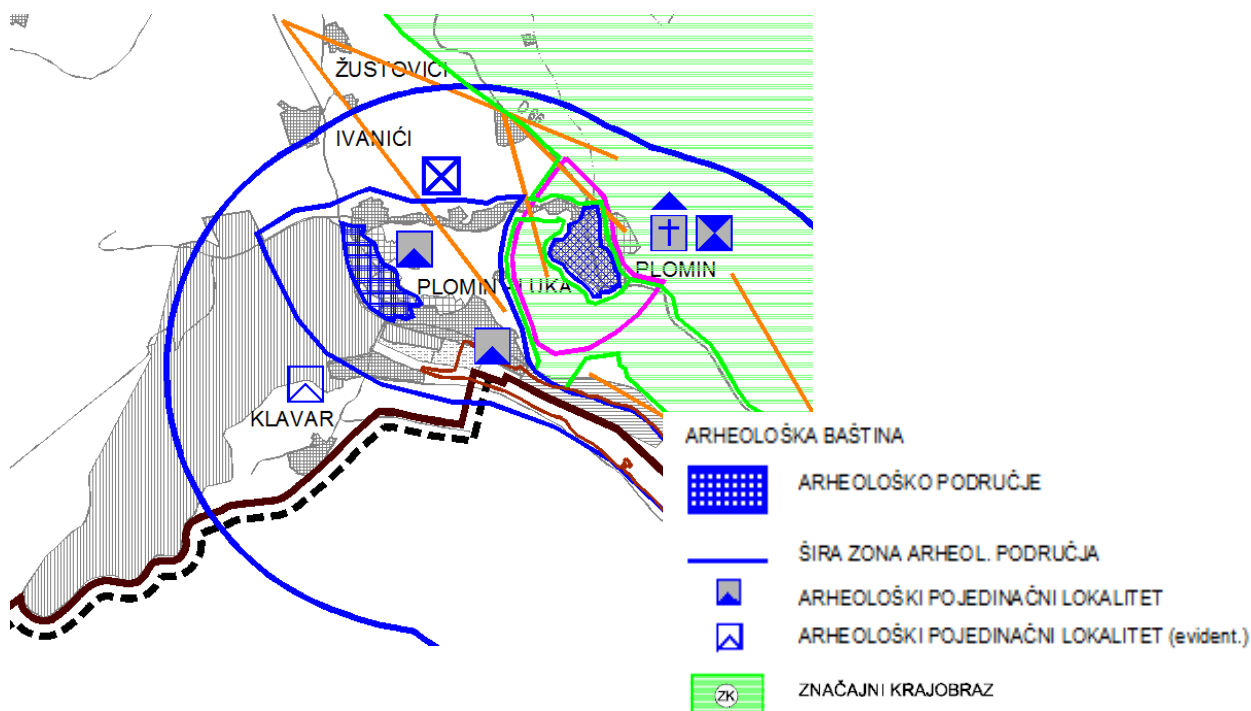 ŽUSTOVIĆI
D 66
IVANIĆI
PLOMIN
PLOMIN LUKA
KLAVAR
ARHEOLOŠKA BAŠTINA
ARHEOLOŠKO PODRUČJE
ŠIRA ZONA ARHEOL. PODRUČJA
ARHEOLOŠKI POJEDINAČNI LOKALITET
ARHEOLOŠKI POJEDINAČNI LOKALITET (evident.)
ZK ZNAČAJNI KRAJOBRAZ